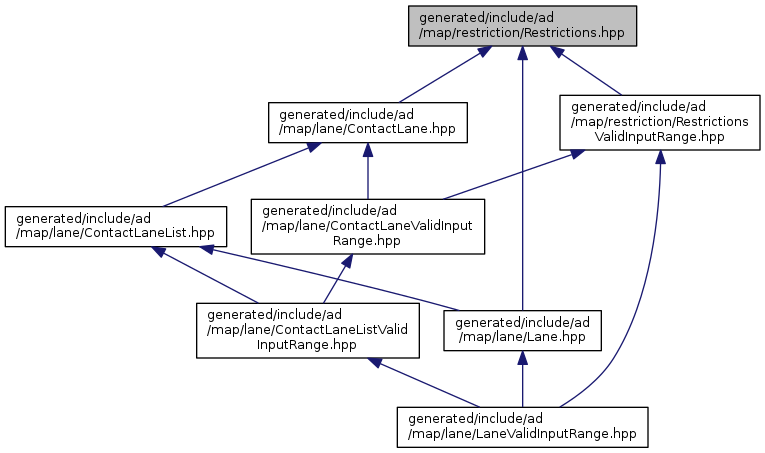 generated/include/ad
/map/restriction/Restrictions.hpp
generated/include/ad
/map/lane/ContactLane.hpp
generated/include/ad
/map/restriction/Restrictions
ValidInputRange.hpp
generated/include/ad
/map/lane/ContactLaneList.hpp
generated/include/ad
/map/lane/ContactLaneValidInput
Range.hpp
generated/include/ad
/map/lane/ContactLaneListValid
InputRange.hpp
generated/include/ad
/map/lane/Lane.hpp
generated/include/ad
/map/lane/LaneValidInputRange.hpp